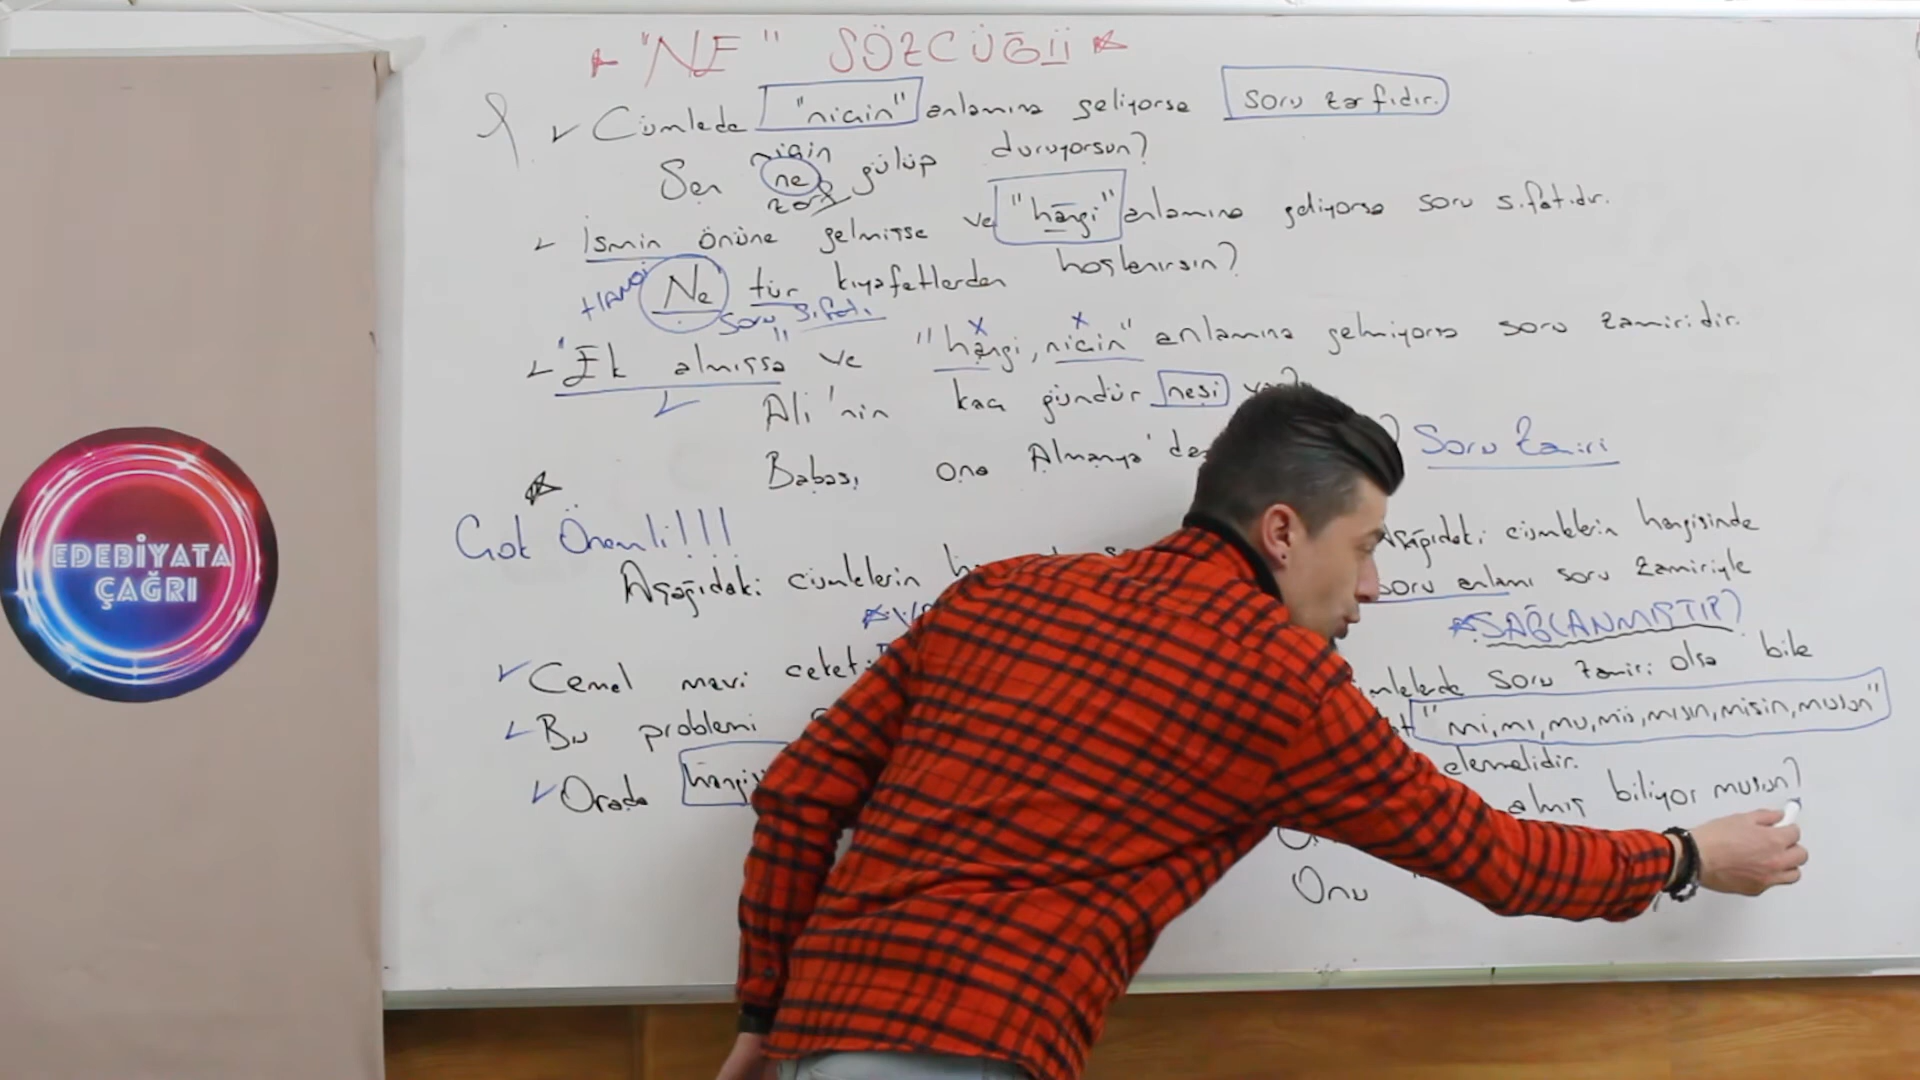 "NE" SÖZCÜĞÜ
Cümlede "niçin" anlamına geliyorsa soru zarfıdır.
niçin
Sen ne gülüp duruyorsun?
zarf
İsmin önüne gelmişse ve "hangi" anlamına geliyorsa soru sıfatıdır.
HANGİ
Ne tür kıyafetlerden hoşlanırsın?
soru sıfatı
"Ek almışsa" ve "hangi, niçin" anlamına gelmiyorsa soru zamiridir.
x x
Ali'nin kaç gündür nesi var?
Babası ona Almanya'dan
Soru Zamiri
Çok Önemli!!!
Aşağıdaki cümlelerin
Cemal mavi ceketi
Bu problemi
Orada
Aşağıdaki cümlelerin hangisinde
soru anlamı soru zamiriyle
SAĞLANMIŞTIR?
soru zamiri olsa bile
"mi, mı, mu, mü, mısın, misin, musun"
almış biliyor musun?
Onu
EDEBİYATA
ÇAĞRI